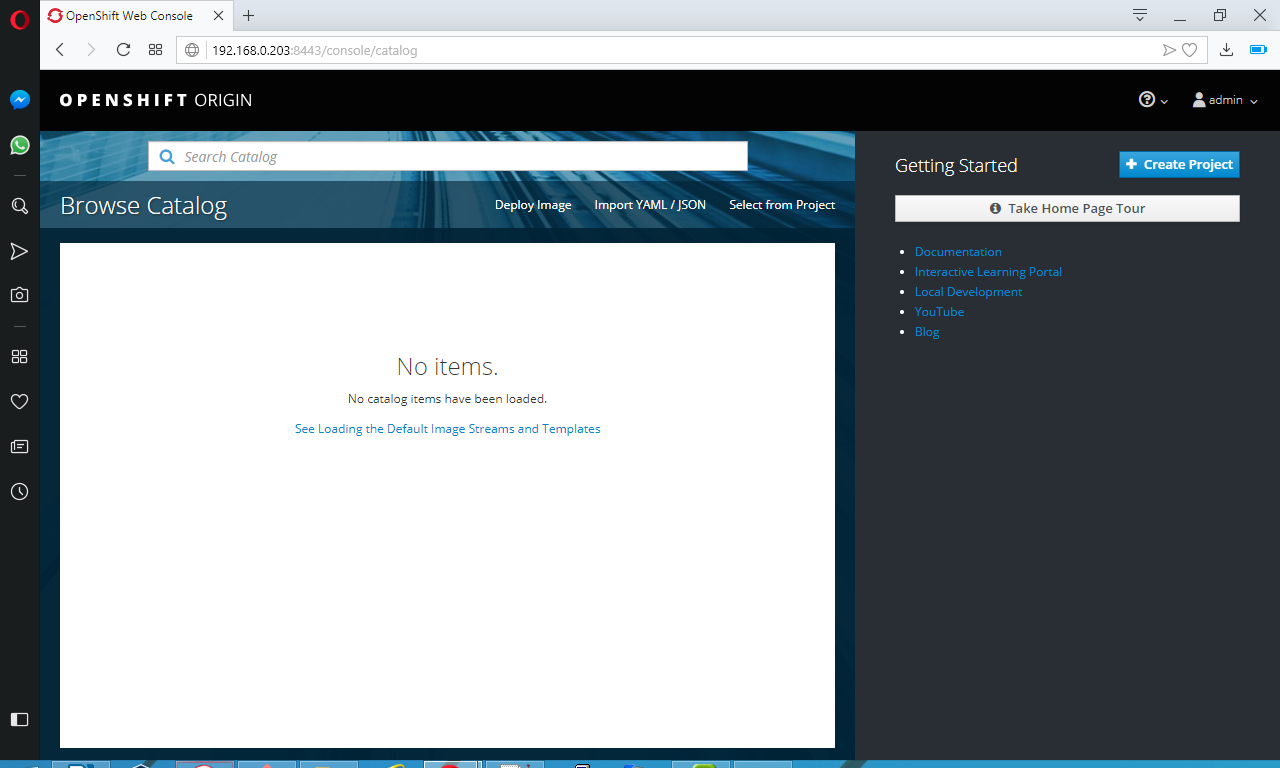 OpenShift Web Console
192.168.0.203:8443/console/catalog
OPENSHIFT ORIGIN
admin
Search Catalog
Browse Catalog
Deploy Image
Import YAML / JSON
Select from Project
No items.
No catalog items have been loaded.
See Loading the Default Image Streams and Templates
Getting Started
Create Project
Take Home Page Tour
Documentation
Interactive Learning Portal
Local Development
YouTube
Blog